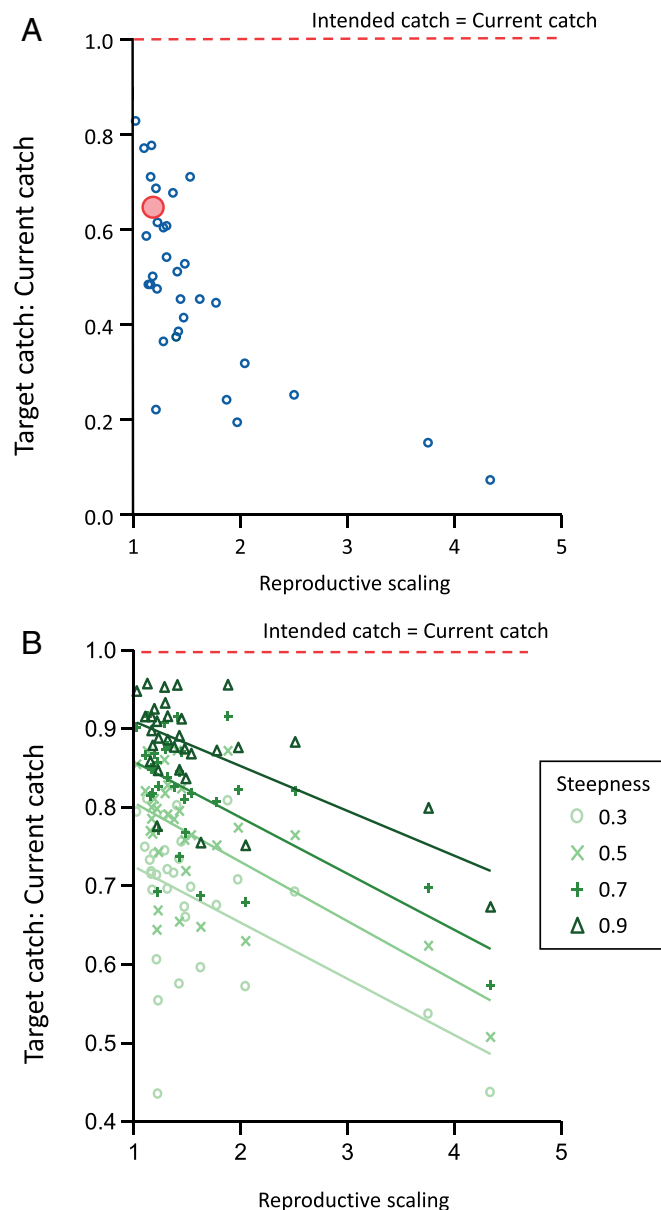 A
Intended catch = Current catch
1.0
0.8
0.6
0.4
0.2
0.0
Target catch: Current catch
1 2 3 4 5
Reproductive scaling
B
Intended catch = Current catch
1.0
0.9
0.8
0.7
0.6
0.5
0.4
Target catch: Current catch
Steepness
0.3
0.5
0.7
0.9
1 2 3 4 5
Reproductive scaling